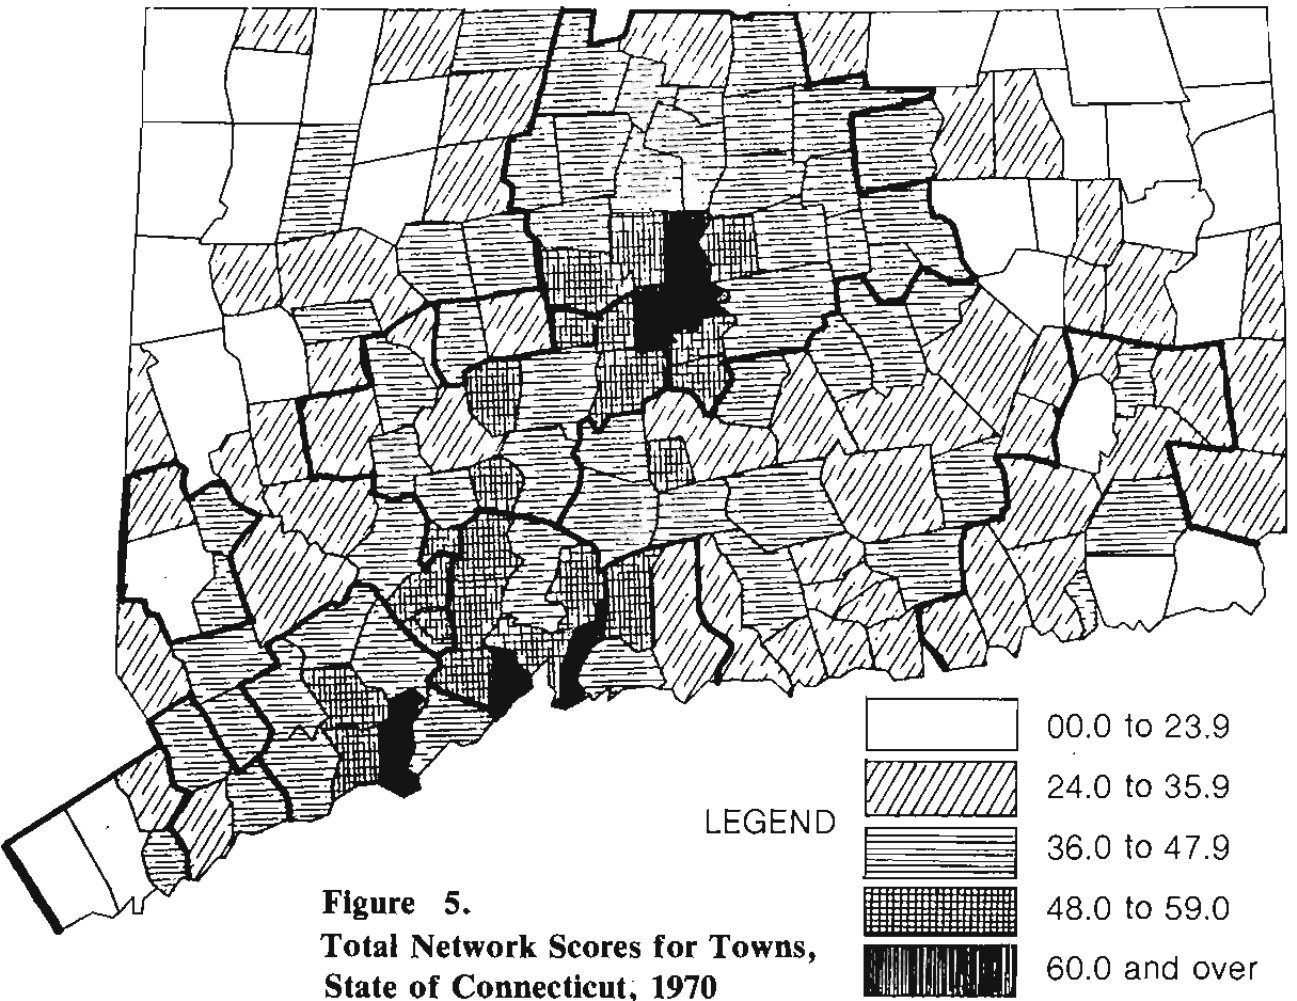 00.0 to 23.9
24.0 to 35.9
LEGEND
36.0 to 47.9
48.0 to 59.0
60.0 and over
Figure 5.
Total Network Scores for Towns,
State of Connecticut, 1970